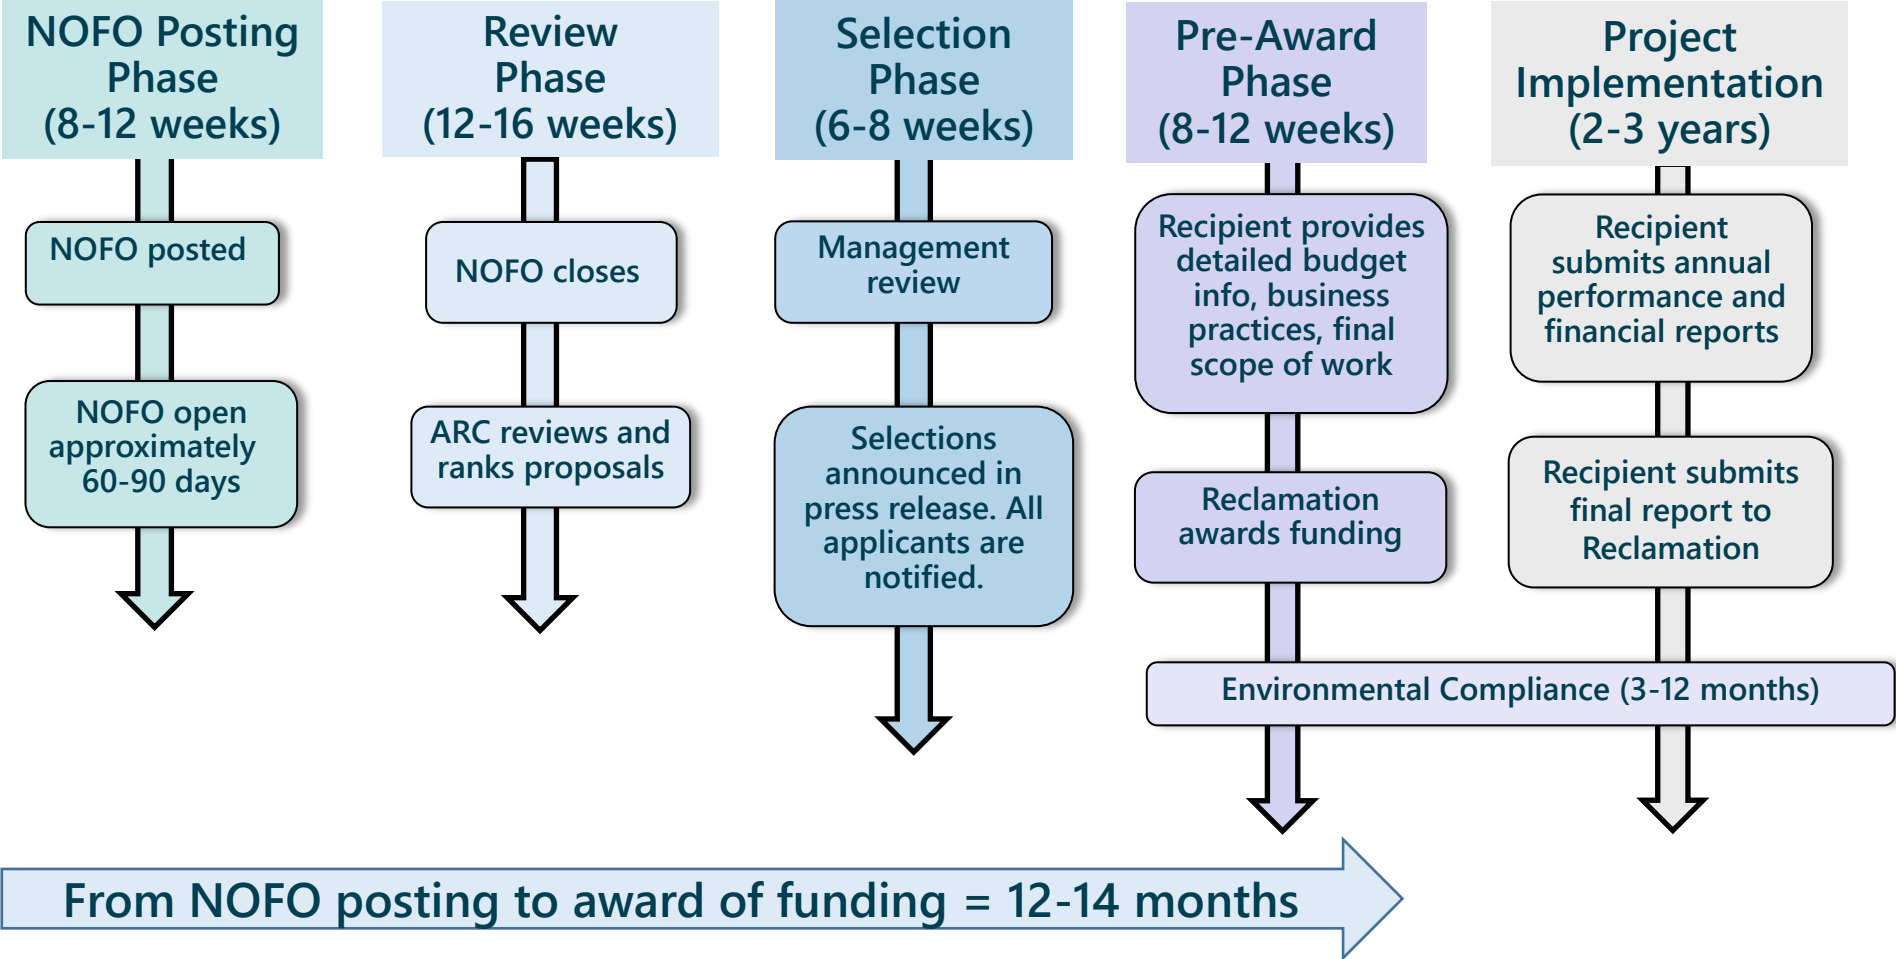 NOFO Posting
Phase
(8-12 weeks)
NOFO posted
NOFO open
approximately
60-90 days
Review
Phase
(12-16 weeks)
NOFO closes
ARC reviews and
ranks proposals
Selection
Phase
(6-8 weeks)
Management
review
Selections
announced in
press release. All
applicants are
notified.
Pre-Award
Phase
(8-12 weeks)
Recipient provides
detailed budget
info, business
practices, final
scope of work
Reclamation
awards funding
Project
Implementation
(2-3 years)
Recipient
submits annual
performance and
financial reports
Recipient submits
final report to
Reclamation
Environmental Compliance (3-12 months)
From NOFO posting to award of funding = 12-14 months